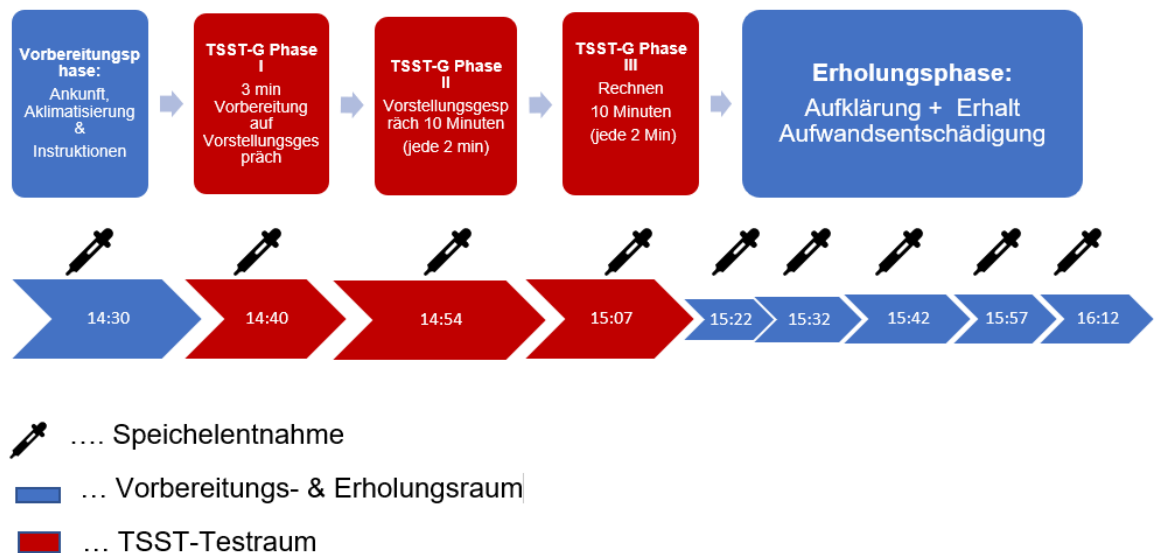 Vorbereitungsp
hase:
Ankunft,
Aklimatisierung
&
Instruktionen
TSST-G Phase
I
3 min
Vorbereitung
auf
Vorstellungsges
präch
TSST-G Phase
II
Vorstellungsgesp
räch 10 Minuten
(jede 2 min)
TSST-G Phase
III
Rechnen
10 Minuten
(jede 2 Min)
Erholungsphase:
Aufklärung + Erhalt
Aufwandsentschädigung
14:30
14:40
14:54
15:07
15:22
15:32
15:42
15:57
16:12
.... Speichelentnahme
... Vorbereitungs- & Erholungsraum
... TSST-Testraum